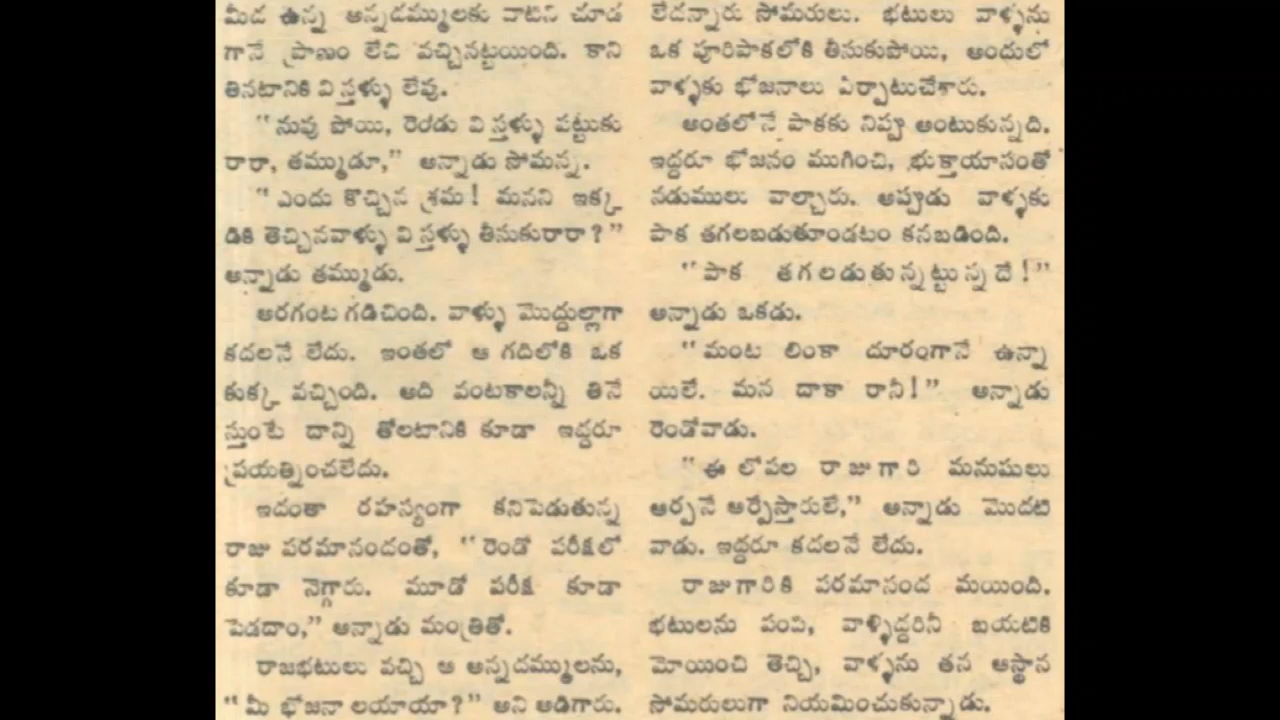 మీద ఉన్న అన్నదమ్ములకు వాటిని చూడ
గానే ప్రాణం లేచి వచ్చినట్టయింది. కాని
తినటానికి విస్తళ్ళు లేవు.
“నువు పోయి, రెండు విస్తళ్ళు పట్టుకు
రారా, తమ్ముడూ,” అన్నాడు సోమన్న.
“ఎందు కొచ్చిన శ్రమ! మనని ఇక్క
డికి తెచ్చినవాళ్ళు విస్తళ్ళు తీసుకురారా?”
అన్నాడు తమ్ముడు.
అరగంట గడిచింది. వాళ్ళు మొద్దుల్లాగా
కదలనే లేదు. ఇంతలో ఆ గదిలోకి ఒక
కుక్క వచ్చింది. అది వంటకాలన్నీ తినే
స్తుంటే దాన్ని తోలటానికి కూడా ఇద్దరూ
ప్రయత్నించలేదు.
ఇదంతా రహస్యంగా కనిపెడుతున్న
రాజు పరమానందంతో, “రెండో పరీక్షలో
కూడా నెగ్గారు. మూడో పరీక్ష కూడా
పెడదాం,” అన్నాడు మంత్రితో.
రాజభటులు వచ్చి ఆ అన్నదమ్ములను,
“మీ భోజనా లయాయా?” అని అడిగారు.
లేదన్నారు సోమరులు. భటులు వాళ్ళను
ఒక పూరిపాకలోకి తీసుకుపోయి, అందులో
వాళ్ళకు భోజనాలు ఏర్పాటుచేశారు.
అంతలోనే పాకకు నిప్పు అంటుకున్నది.
ఇద్దరూ భోజనం ముగించి, భుక్తాయాసంతో
నడుములు వాల్చారు. అప్పుడు వాళ్ళకు
పాక తగలబడుతూండటం కనబడింది.
“పాక తగలడుతున్నట్టున్నదే!”
అన్నాడు ఒకడు.
“మంట లింకా దూరంగానే ఉన్నా
యిలే. మన దాకా రానీ!” అన్నాడు
రెండోవాడు.
“ఈ లోపల రాజుగారి మనుషులు
ఆర్పనే ఆర్పేస్తారులే,” అన్నాడు మొదటి
వాడు. ఇద్దరూ కదలనే లేదు.
రాజుగారికి పరమానంద మయింది.
భటులను పంపి, వాళ్ళిద్దరినీ బయటికి
మోయించి తెచ్చి, వాళ్ళను తన ఆస్థాన
సోమరులుగా నియమించుకున్నాడు.